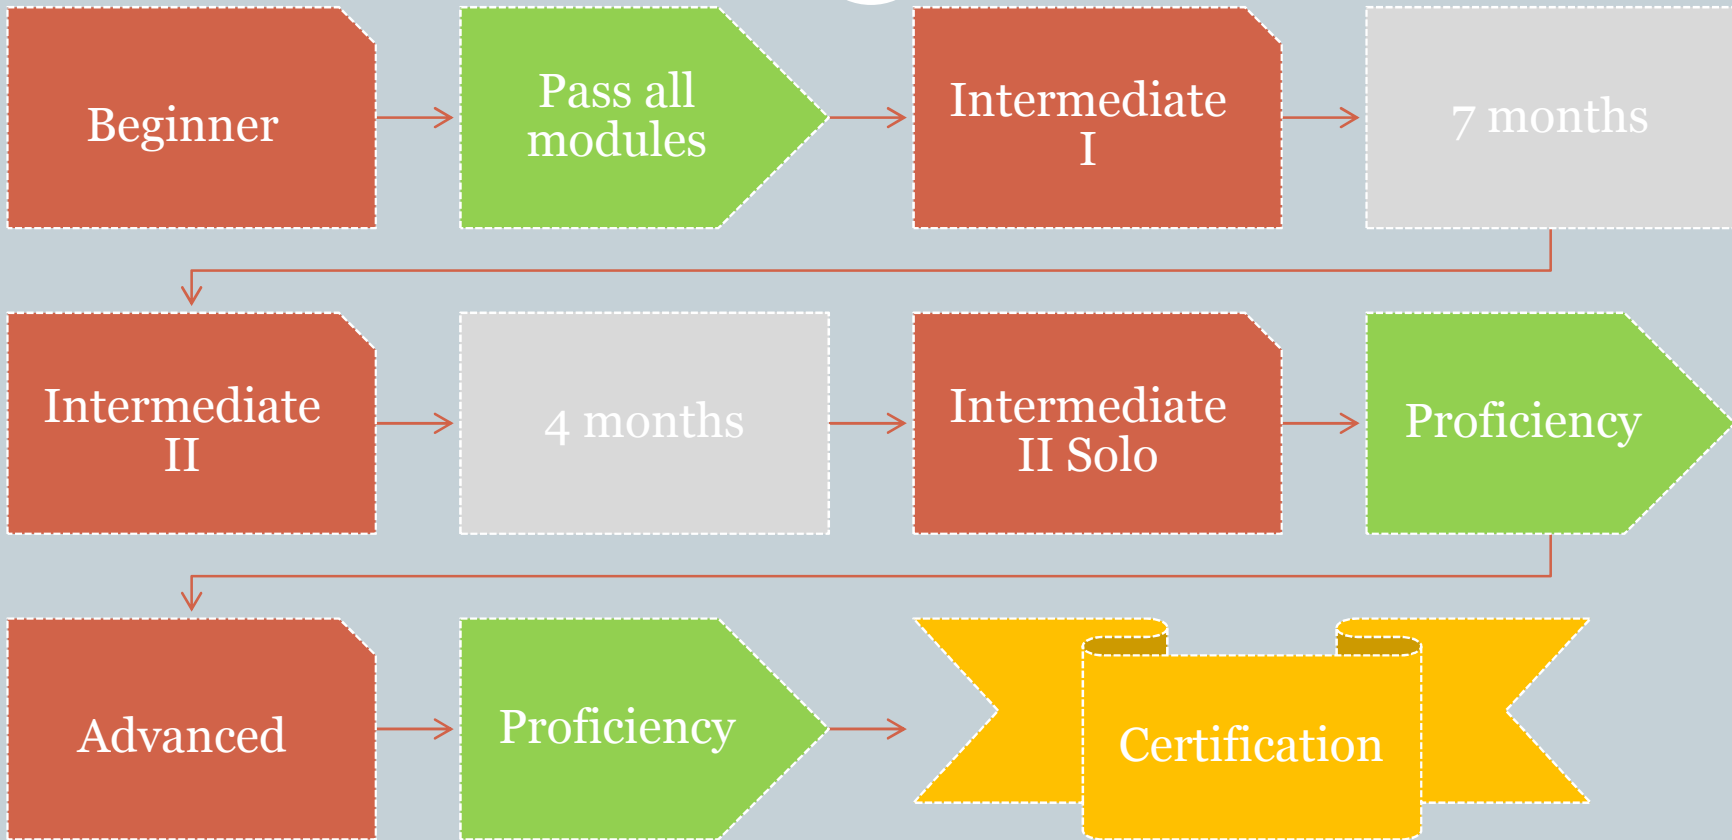 Beginner
Pass all
modules
Intermediate
I
7 months
Intermediate
II
4 months
Intermediate
II Solo
Proficiency
Advanced
Proficiency
Certification